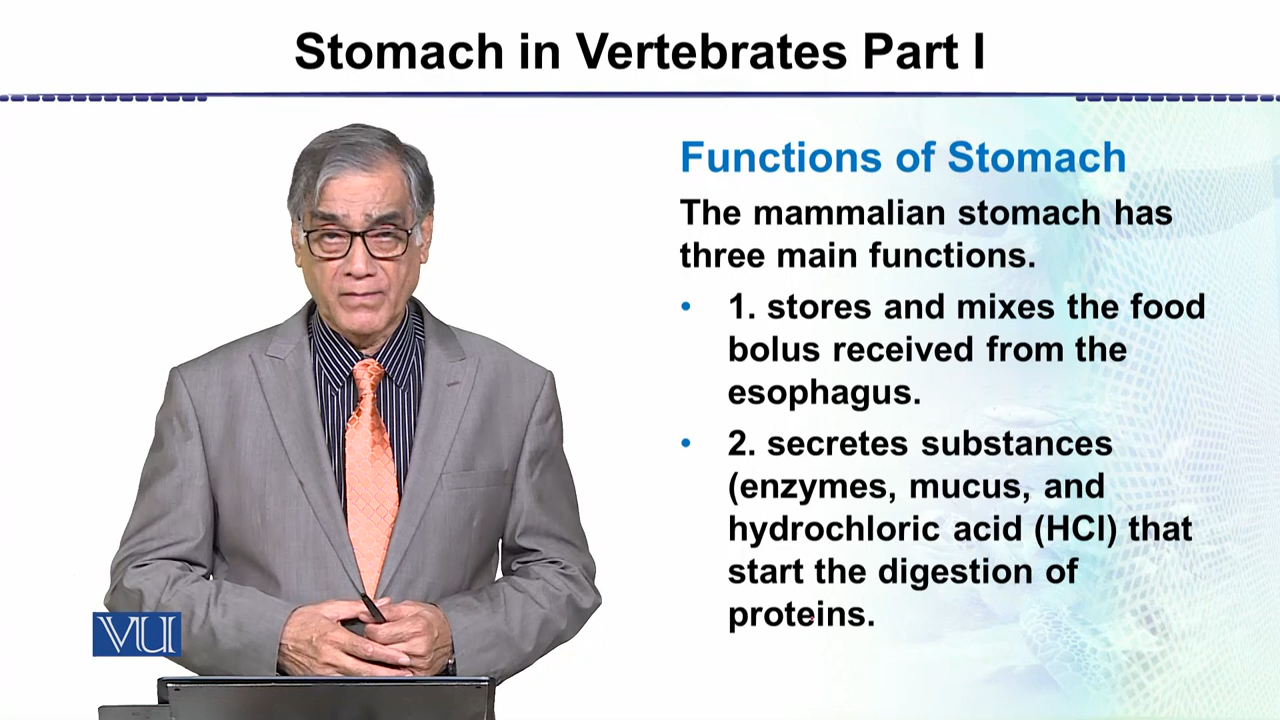 Stomach in Vertebrates Part I
Functions of Stomach
The mammalian stomach has
three main functions.
• 1. stores and mixes the food
bolus received from the
esophagus.
• 2. secretes substances
(enzymes, mucus, and
hydrochloric acid (HCl) that
start the digestion of
proteins.
VU